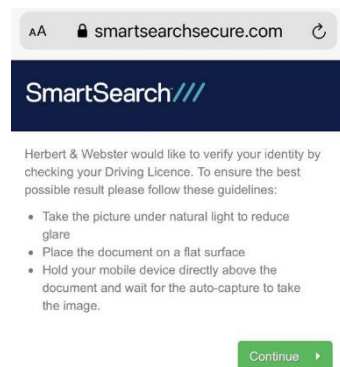 AA smartsearchsecure.com
SmartSearch
Herbert & Webster would like to verify your identity by
checking your Driving Licence. To ensure the best
possible result please follow these guidelines:
• Take the picture under natural light to reduce
glare
• Place the document on a flat surface
• Hold your mobile device directly above the
document and wait for the auto-capture to take
the image.
Continue